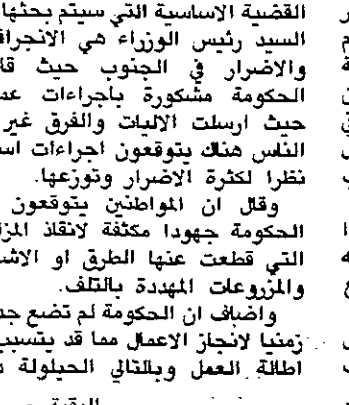 القضية الاساسية التي سيتم بحثها
السيد رئيس الوزراء هي الانجراف
والاضرار في الجنوب حيث قا
الحكومة مشكورة باجراءات عم
حيث ارسلت الاليات والفرق غير
الناس هناك يتوقعون اجراءات اس
نظرا لكثرة الاضرار وتوزعها.
وقال ان المواطنين يتوقعون
الحكومة جهودا مكثفة لانقاذ المزا
التي قطعت عنها الطرق او الاش
والمزروعات المهددة بالتلف.
واضاف ان الحكومة لم تضع جد
زمنيا لانجاز الاعمال مما قد يتسبب
اطالة العمل وبالتالي الحيلولة د